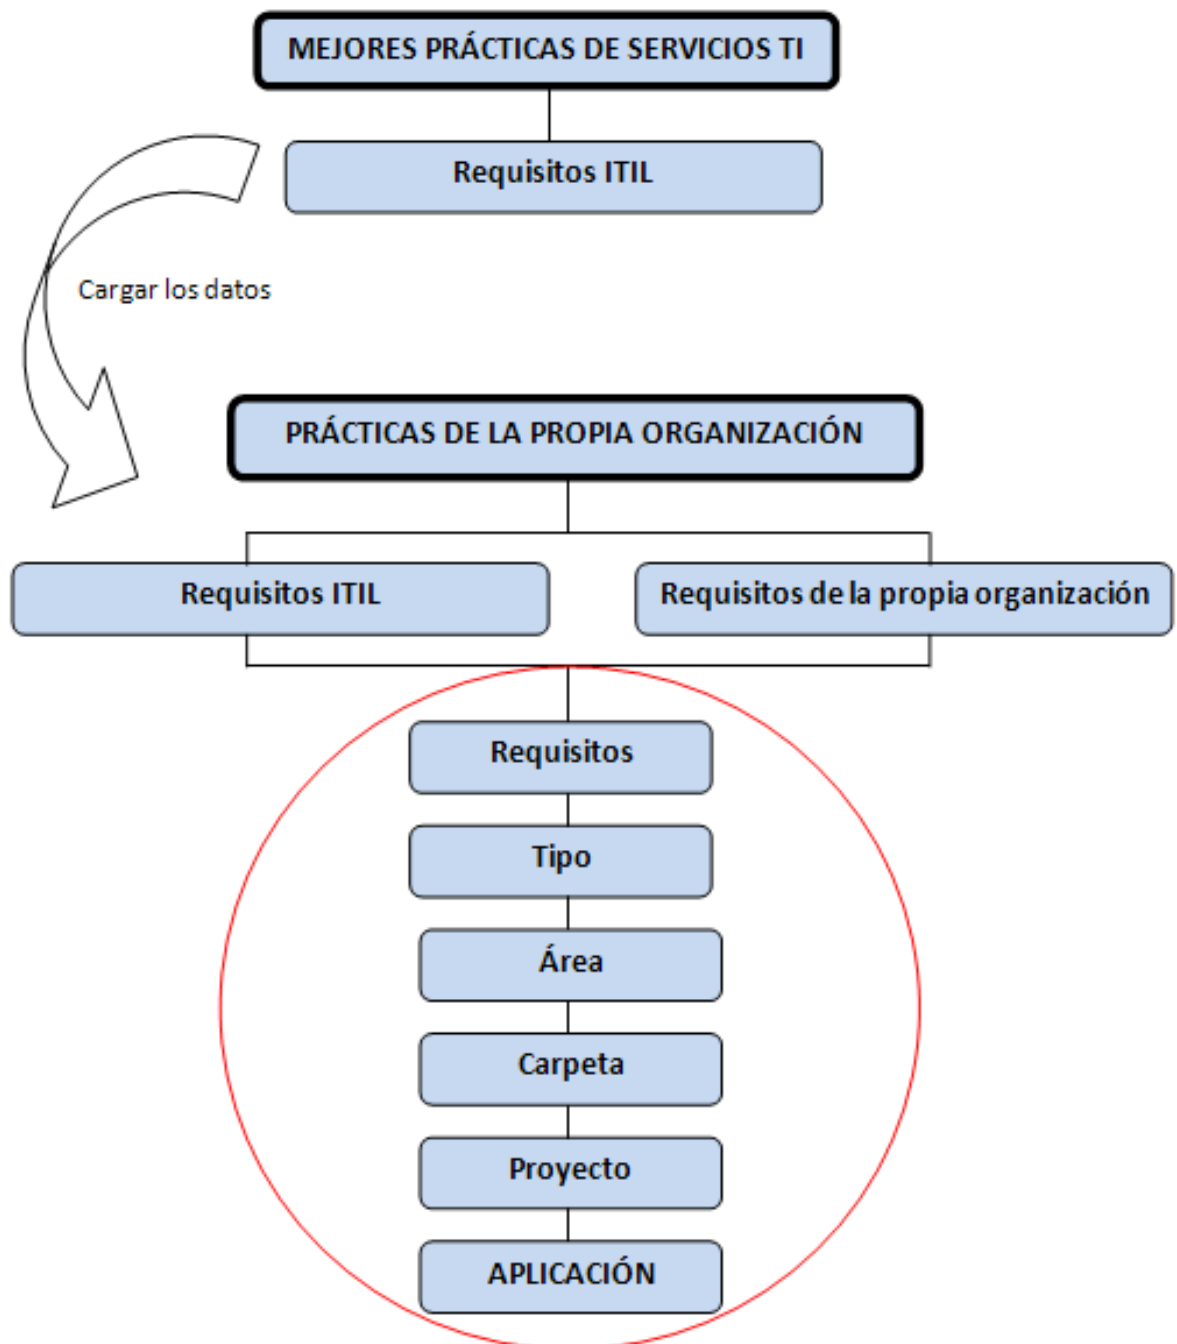 MEJORES PRÁCTICAS DE SERVICIOS TI
Requisitos ITIL
Cargar los datos
PRÁCTICAS DE LA PROPIA ORGANIZACIÓN
Requisitos ITIL
Requisitos de la propia organización
Requisitos
Tipo
Área
Carpeta
Proyecto
APLICACIÓN